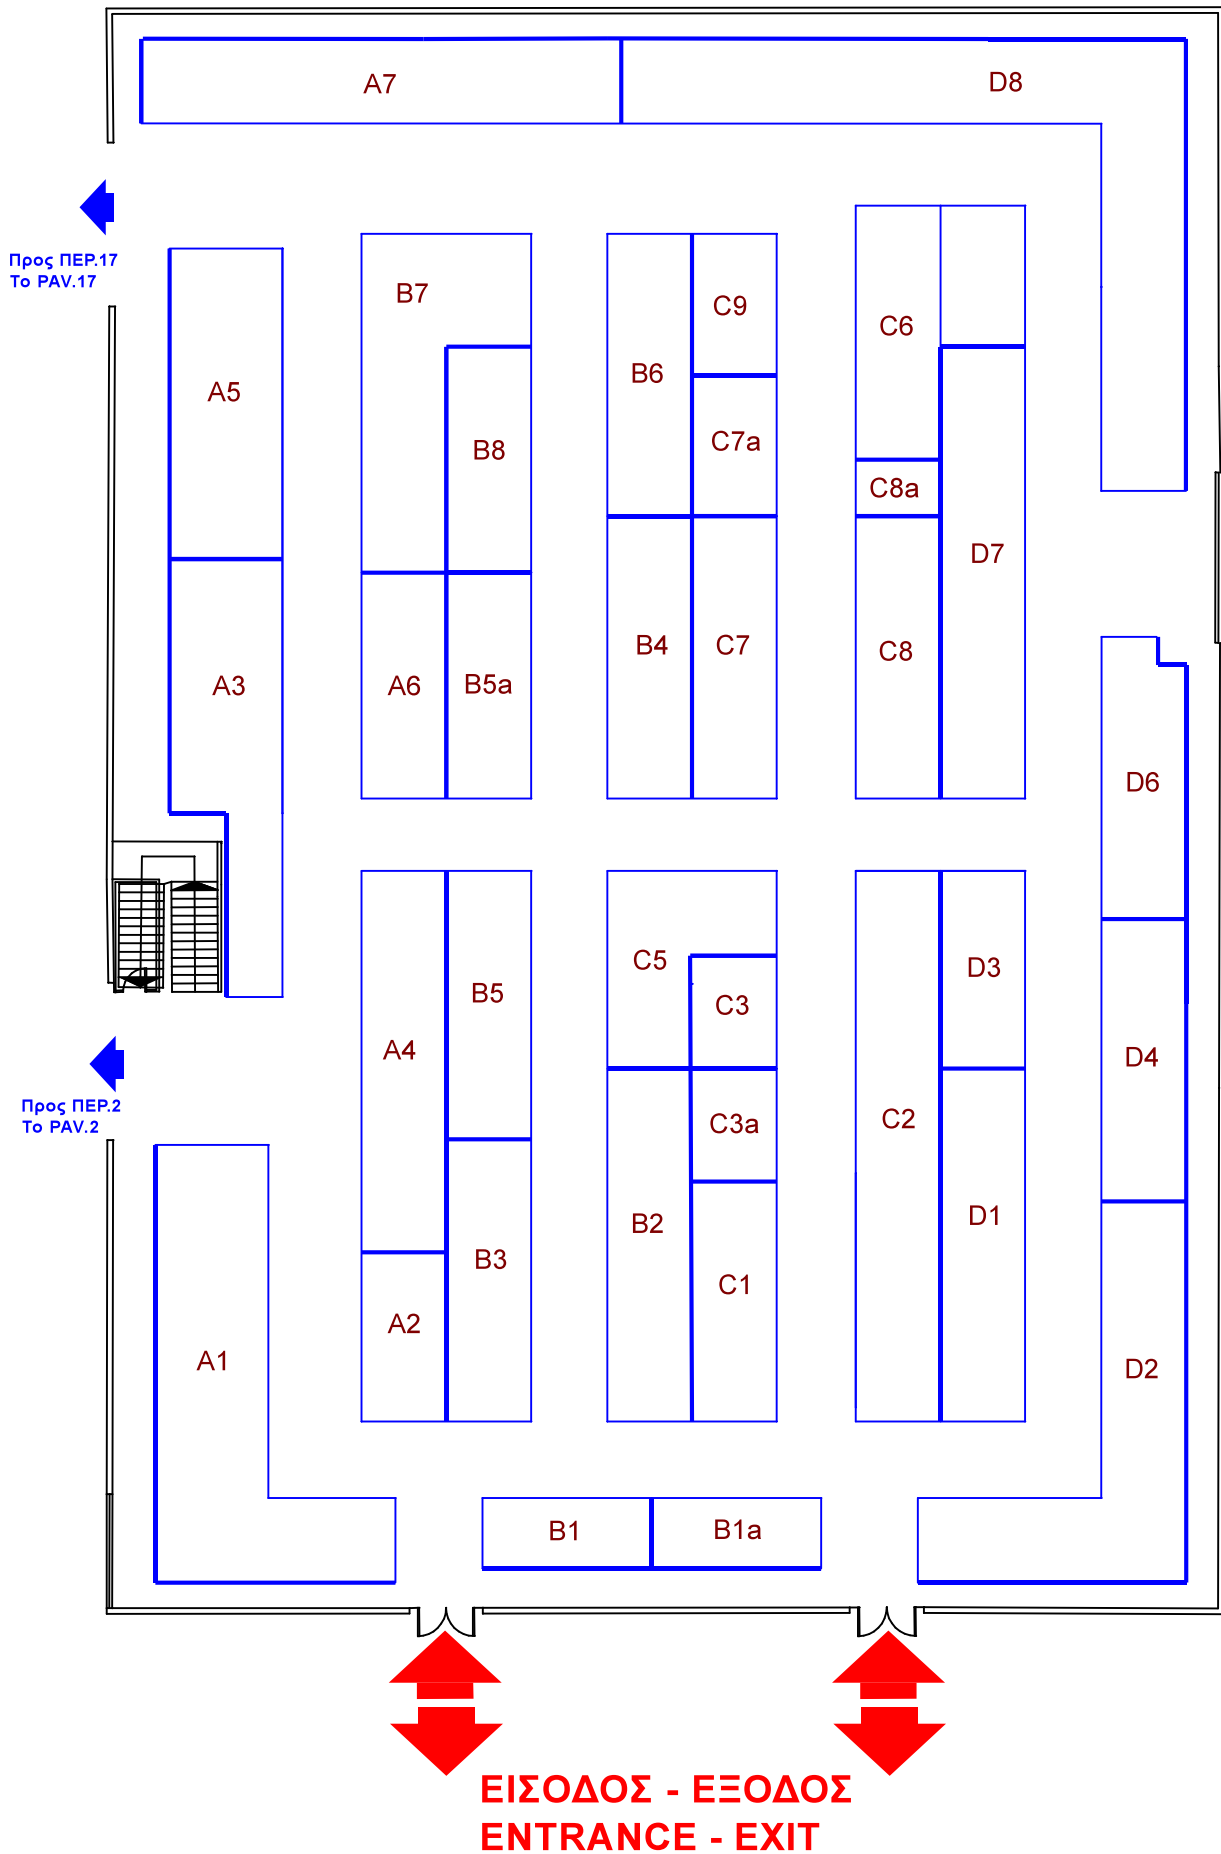 A7
D8
Προς ΠΕΡ.17
To PAV.17
B7
C9
C6
A5
B6
C7a
B8
C8a
D7
A3
A6
B5a
B4
C7
C8
D6
C5
D3
B5
C3
A4
D4
Προς ΠΕΡ.2
To PAV.2
C3a
C2
B2
D1
B3
C1
A2
A1
D2
B1
B1a
ΕΙΣΟΔΟΣ - ΕΞΟΔΟΣ
ENTRANCE - EXIT